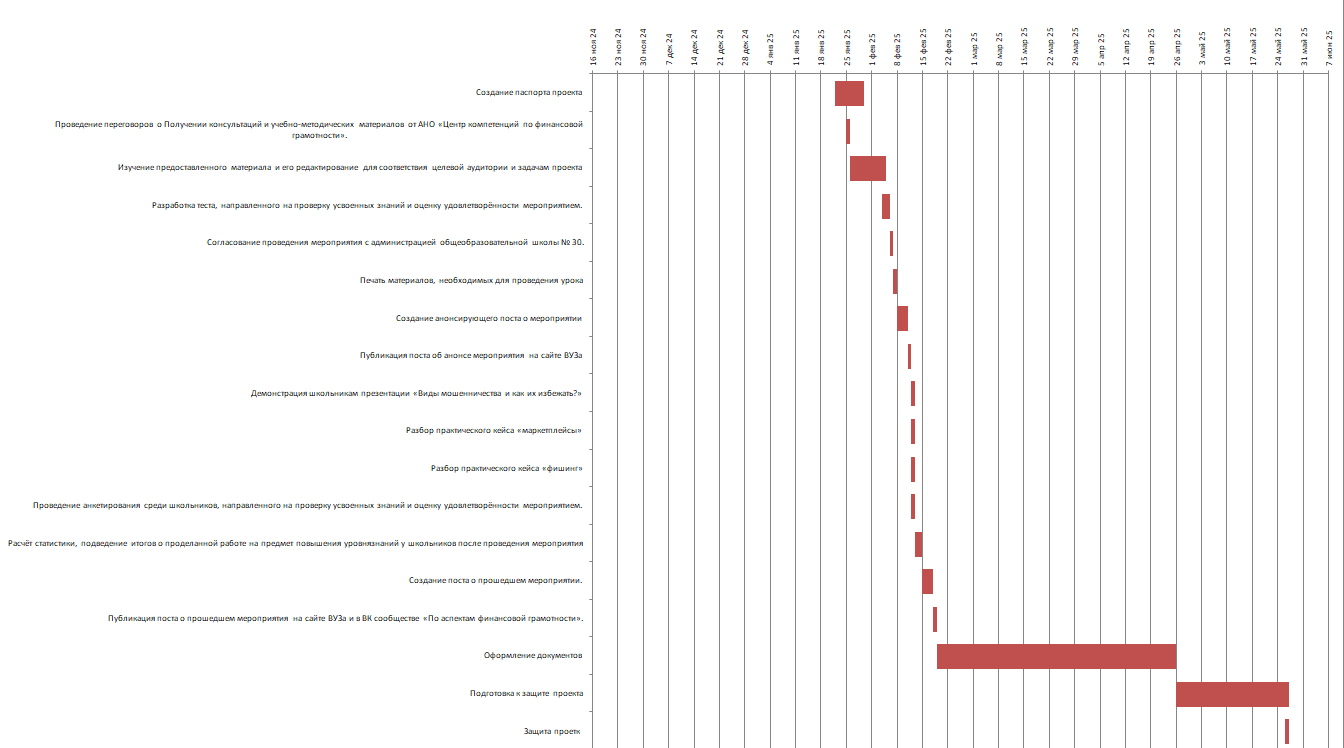 16 ноя 24
23 ноя 24
30 ноя 24
7 дек 24
14 дек 24
21 дек 24
28 дек 24
4 янв 25
11 янв 25
18 янв 25
25 янв 25
1 фев 25
8 фев 25
15 фев 25
22 фев 25
1 мар 25
8 мар 25
15 мар 25
22 мар 25
29 мар 25
5 апр 25
12 апр 25
19 апр 25
26 апр 25
3 май 25
10 май 25
17 май 25
24 май 25
31 май 25
7 июн 25
Создание паспорта проекта
Проведение переговоров о Получении консультаций и учебно-методических материалов от АНО «Центр компетенций по финансовой
грамотности».
Изучение предоставленного материала и его редактирование для соответствия целевой аудитории и задачам проекта
Разработка теста, направленного на проверку усвоенных знаний и оценку удовлетворённости мероприятием.
Согласование проведения мероприятия с администрацией общеобразовательной школы № 30.
Печать материалов, необходимых для проведения урока
Создание анонсирующего поста о мероприятии
Публикация поста об анонсе мероприятия на сайте ВУЗа
Демонстрация школьникам презентации «Виды мошенничества и как их избежать?»
Разбор практического кейса «маркетплейсы»
Разбор практического кейса «фишинг»
Проведение анкетирования среди школьников, направленного на проверку усвоенных знаний и оценку удовлетворённости мероприятием.
Расчёт статистики, подведение итогов о проделанной работе на предмет повышения уровнязнаний у школьников после проведения мероприятия
Создание поста о прошедшем мероприятии.
Публикация поста о прошедшем мероприятия на сайте ВУЗа и в ВК сообществе «По аспектам финансовой грамотности».
Оформление документов
Подготовка к защите проекта
Защита проетк